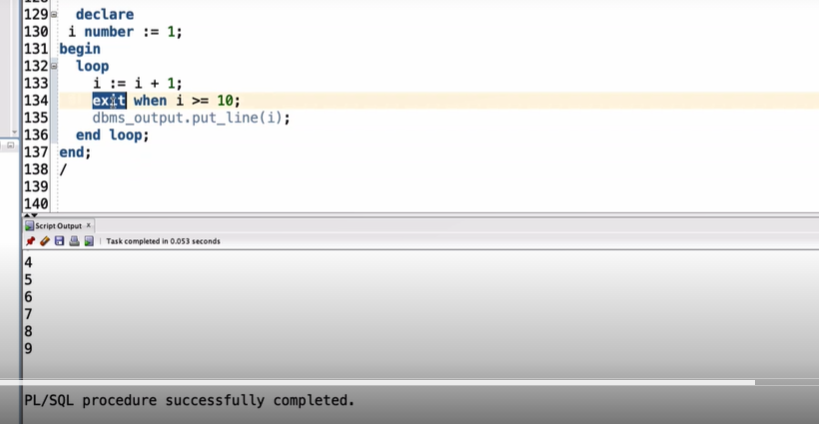 129 declare
130 i number := 1;
131 begin
132 loop
133 i := i + 1;
134 exit when i >= 10;
135 dbms_output.put_line(i);
136 end loop;
137 end;
138 /
139
140
Script Output x
Task completed in 0.053 seconds
4
5
6
7
8
9
PL/SQL procedure successfully completed.